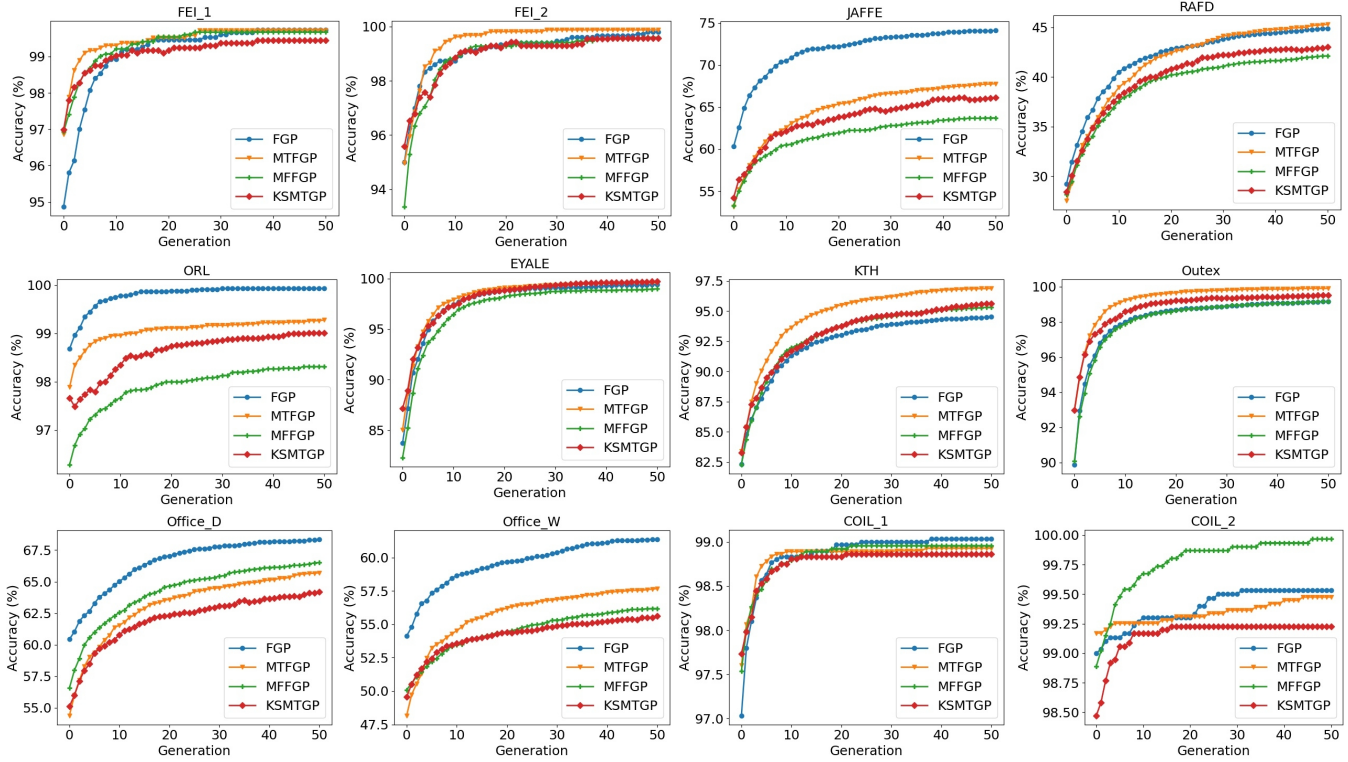 FEI_1
Accuracy (%)
99
98
97
96
95
0 10 20 30 40 50
Generation
FGP
MTFGP
MFFGP
KSMTGP
FEI_2
Accuracy (%)
100
98
96
94
0 10 20 30 40 50
Generation
FGP
MTFGP
MFFGP
KSMTGP
JAFFE
Accuracy (%)
75
70
65
60
55
0 10 20 30 40 50
Generation
FGP
MTFGP
MFFGP
KSMTGP
RAFD
Accuracy (%)
45
40
35
30
0 10 20 30 40 50
Generation
FGP
MTFGP
MFFGP
KSMTGP
ORL
Accuracy (%)
100
99
98
97
0 10 20 30 40 50
Generation
FGP
MTFGP
MFFGP
KSMTGP
EYALE
Accuracy (%)
100
95
90
85
0 10 20 30 40 50
Generation
FGP
MTFGP
MFFGP
KSMTGP
KTH
Accuracy (%)
97.5
95.0
92.5
90.0
87.5
85.0
82.5
0 10 20 30 40 50
Generation
FGP
MTFGP
MFFGP
KSMTGP
Outex
Accuracy (%)
100
98
96
94
92
90
0 10 20 30 40 50
Generation
FGP
MTFGP
MFFGP
KSMTGP
Office_D
Accuracy (%)
67.5
65.0
62.5
60.0
57.5
55.0
0 10 20 30 40 50
Generation
FGP
MTFGP
MFFGP
KSMTGP
Office_W
Accuracy (%)
60.0
57.5
55.0
52.5
50.0
47.5
0 10 20 30 40 50
Generation
FGP
MTFGP
MFFGP
KSMTGP
COIL_1
Accuracy (%)
99.0
98.5
98.0
97.5
97.0
0 10 20 30 40 50
Generation
FGP
MTFGP
MFFGP
KSMTGP
COIL_2
Accuracy (%)
100.00
99.75
99.50
99.25
99.00
98.75
98.50
0 10 20 30 40 50
Generation
FGP
MTFGP
MFFGP
KSMTGP